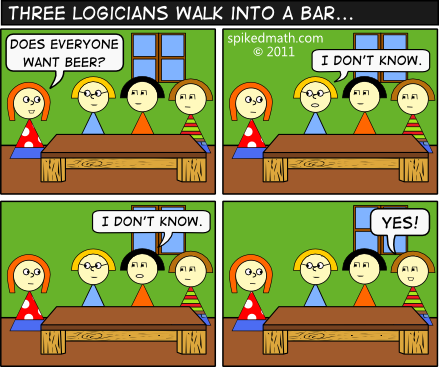 THREE LOGICIANS WALK INTO A BAR...
DOES EVERYONE
WANT BEER?
spikedmath.com
© 2011
I DON'T KNOW.
I DON'T KNOW.
YES!